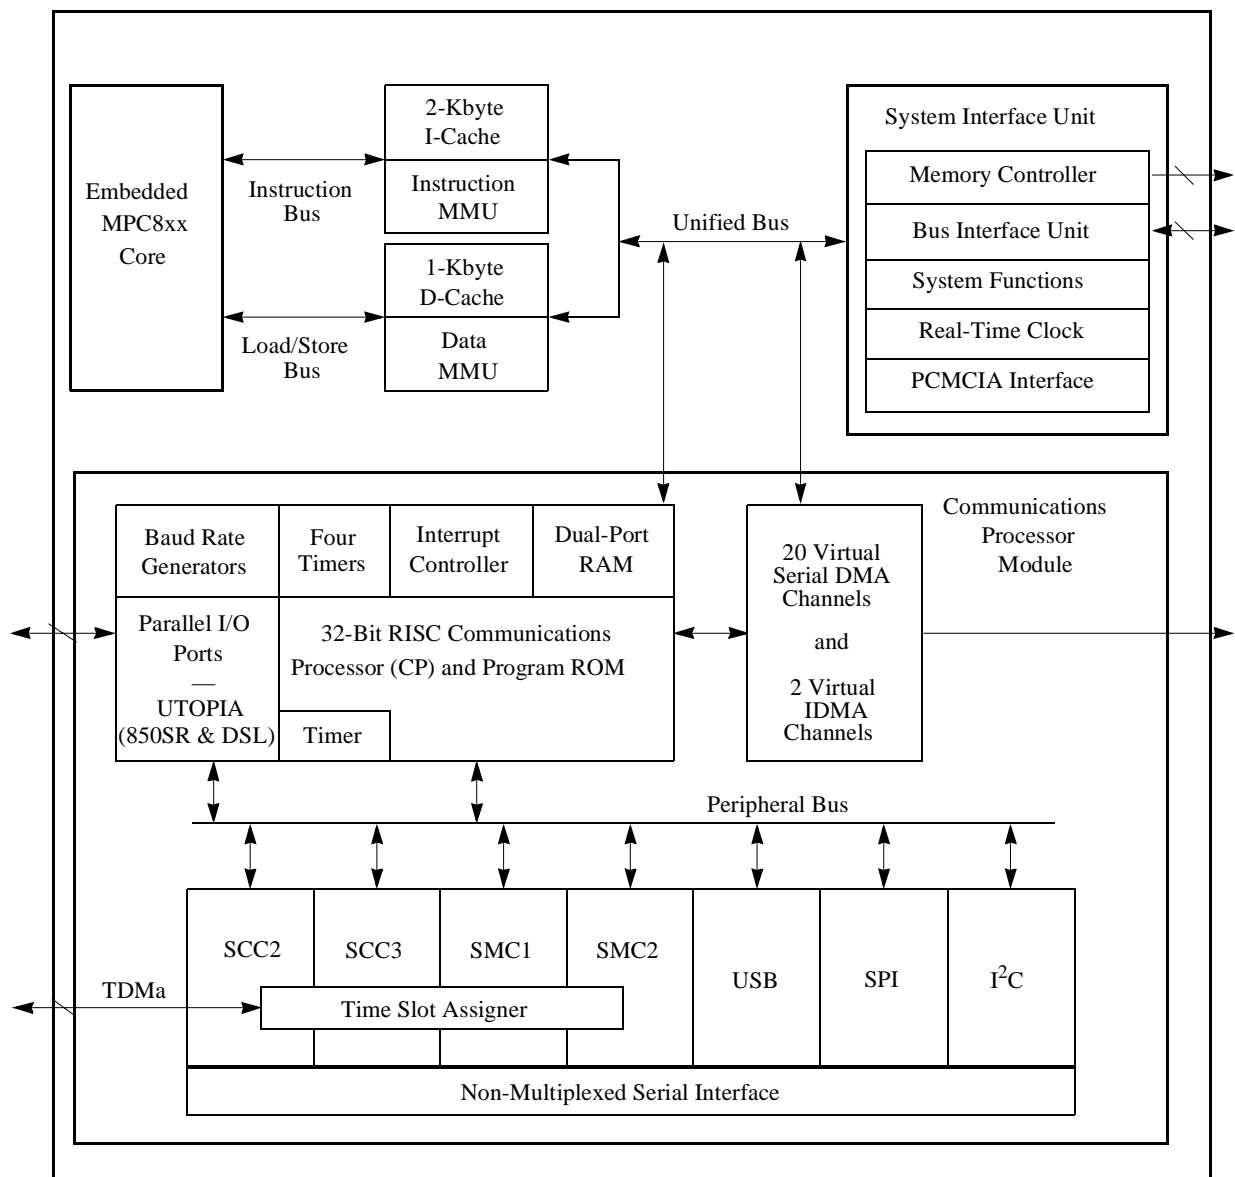 Embedded
MPC8xx
Core
Instruction
Bus
Load/Store
Bus
2-Kbyte
I-Cache
Instruction
MMU
1-Kbyte
D-Cache
Data
MMU
Unified Bus
System Interface Unit
Memory Controller
Bus Interface Unit
System Functions
Real-Time Clock
PCMCIA Interface
Communications
Processor
Module
Baud Rate
Generators
Four
Timers
Interrupt
Controller
Dual-Port
RAM
Parallel I/O
Ports
—
UTOPIA
(850SR & DSL)
32-Bit RISC Communications
Processor (CP) and Program ROM
Timer
20 Virtual
Serial DMA
Channels
and
2 Virtual
IDMA
Channels
Peripheral Bus
SCC2
SCC3
SMC1
SMC2
USB
SPI
I²C
TDMa
Time Slot Assigner
Non-Multiplexed Serial Interface